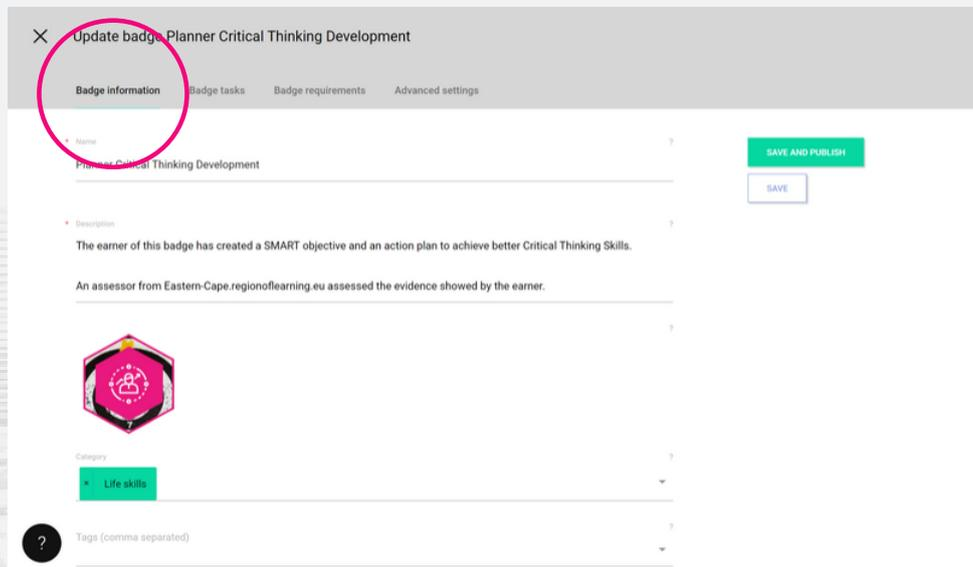 Update badge Planner Critical Thinking Development
Badge information Badge tasks Badge requirements Advanced settings
* Name ?
Planner Critical Thinking Development
SAVE AND PUBLISH
SAVE
* Description ?
The earner of this badge has created a SMART objective and an action plan to achieve better Critical Thinking Skills.
An assessor from Eastern-Cape.regionoflearning.eu assessed the evidence showed by the earner.
?
Category ?
× Life skills
?
Tags (comma separated) ?